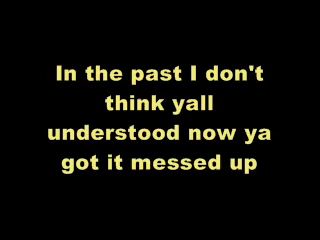 In the past I don't
think yall
understood now ya
got it messed up